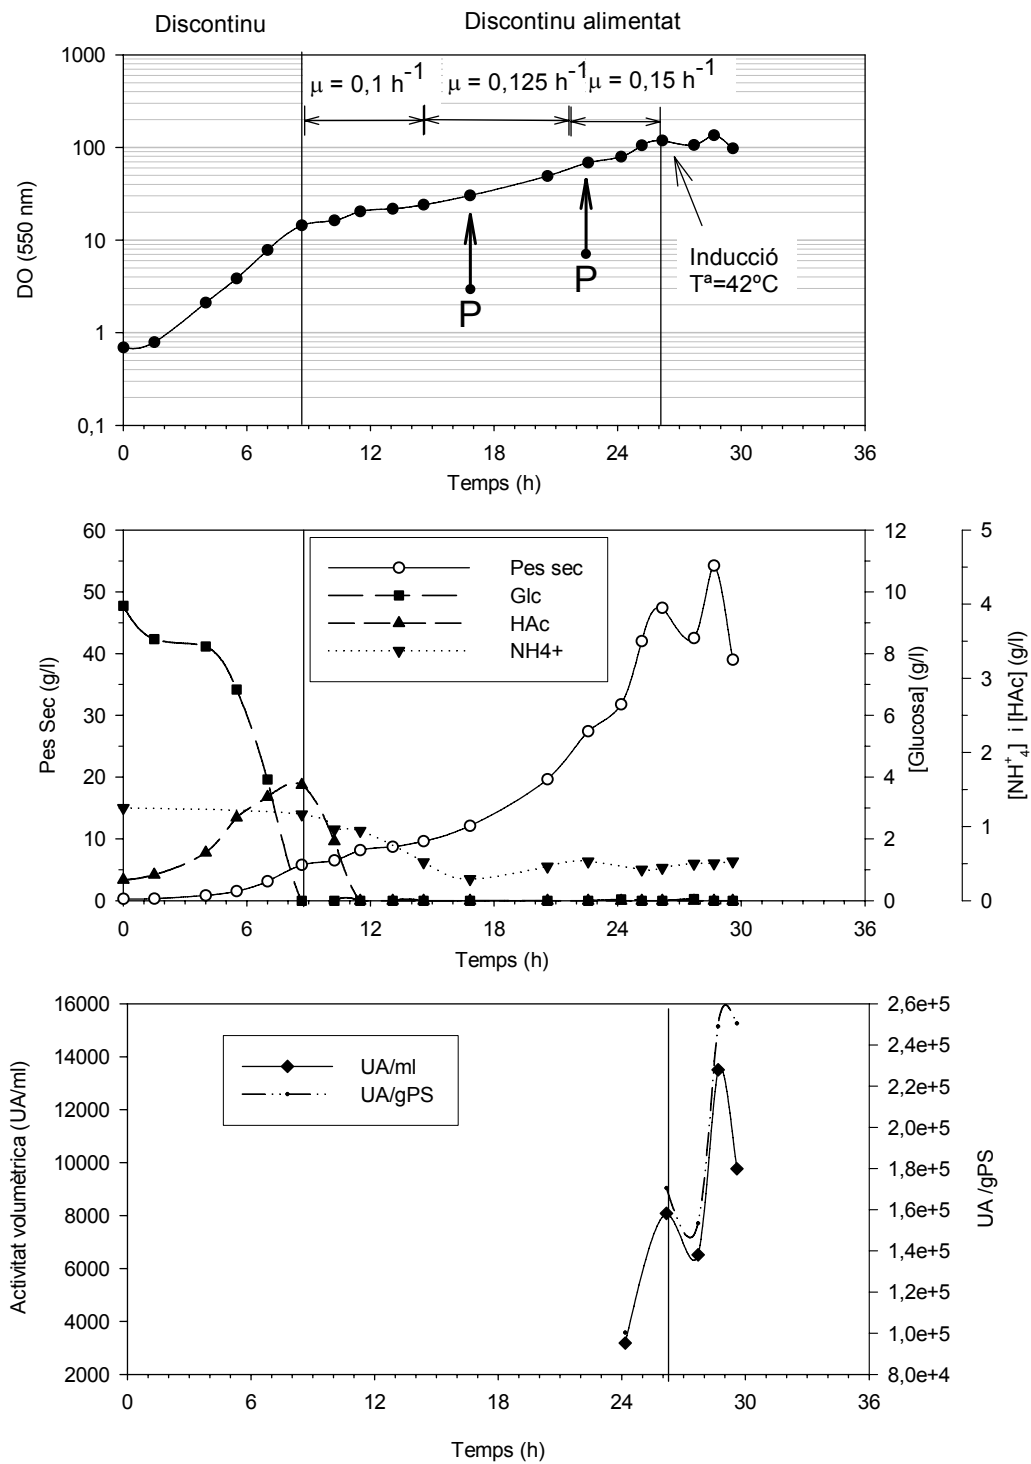 Discontinu
Discontinu alimentat
1000
100
10
1
0,1
DO (550 nm)
μ = 0,1 h-1
μ = 0,125 h-1
μ = 0,15 h-1
P
P
Inducció
Tª=42ºC
0 6 12 18 24 30 36
Temps (h)
60
50
40
30
20
10
0
Pes Sec (g/l)
Pes sec
Glc
HAc
NH4+
12
10
8
6
4
2
0
[Glucosa] (g/l)
5
4
3
2
1
0
[NH+4] i [HAc] (g/l)
0 6 12 18 24 30 36
Temps (h)
16000
14000
12000
10000
8000
6000
4000
2000
Activitat volumètrica (UA/ml)
UA/ml
UA/gPS
2,6e+5
2,4e+5
2,2e+5
2,0e+5
1,8e+5
1,6e+5
1,4e+5
1,2e+5
1,0e+5
8,0e+4
UA /gPS
0 6 12 18 24 30 36
Temps (h)